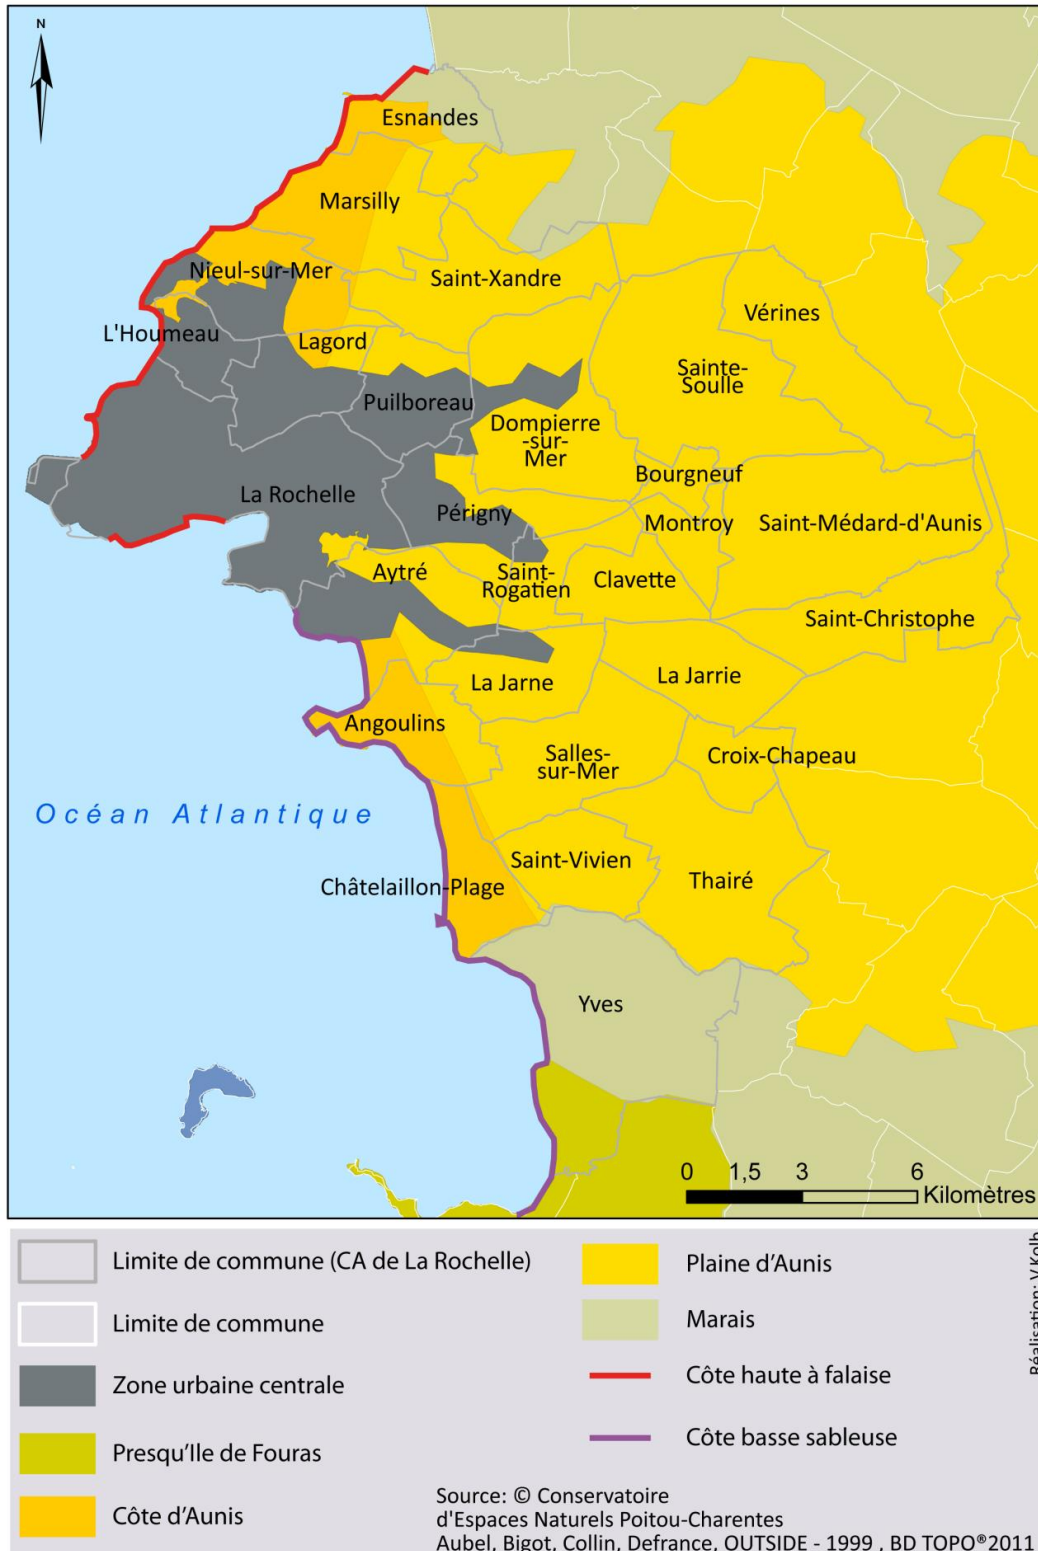 N
Esnandes
Marsilly
Nieul-sur-Mer
Saint-Xandre
Vérines
L'Houmeau
Lagord
Sainte-
Soulle
Puilboreau
Dompierre
-sur-
Mer
Bourgneuf
La Rochelle
Périgny
Montroy
Saint-Médard-d'Aunis
Aytré
Saint-
Rogatien
Clavette
Saint-Christophe
La Jarne
La Jarrie
Angoulins
Salles-
sur-Mer
Croix-Chapeau
Océan Atlantique
Saint-Vivien
Châtelaillon-Plage
Thairé
Yves
0 1,5 3 6
Kilomètres
Limite de commune (CA de La Rochelle)
Limite de commune
Zone urbaine centrale
Presqu'Ile de Fouras
Côte d'Aunis
Plaine d'Aunis
Marais
Côte haute à falaise
Côte basse sableuse
Réalisation: V.Kolb
Source: © Conservatoire
d'Espaces Naturels Poitou-Charentes
Aubel, Bigot, Collin, Defrance, OUTSIDE - 1999 , BD TOPO®2011